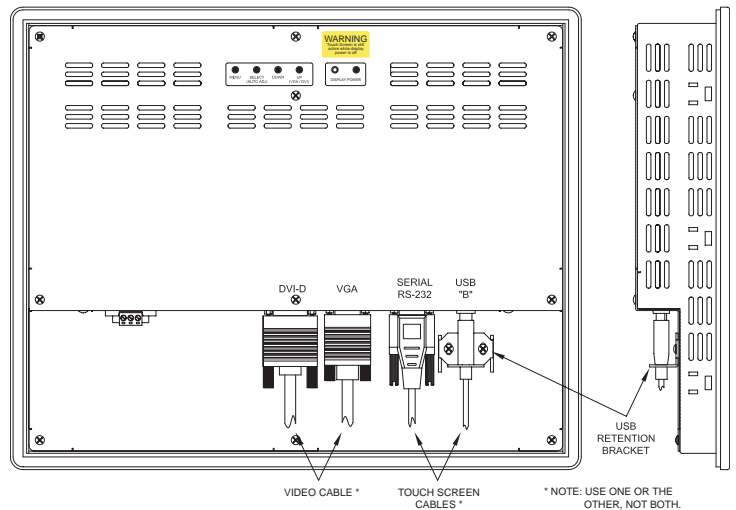 WARNING
Touch Screen is still
active while display
power is off
MENU
SELECT
(AUTO ADJ)
DOWN
UP
(VGA / DVI)
DISPLAY POWER
DVI-D
VGA
SERIAL
RS-232
USB
"B"
USB
RETENTION
BRACKET
VIDEO CABLE *
TOUCH SCREEN
CABLES *
* NOTE: USE ONE OR THE
OTHER, NOT BOTH.